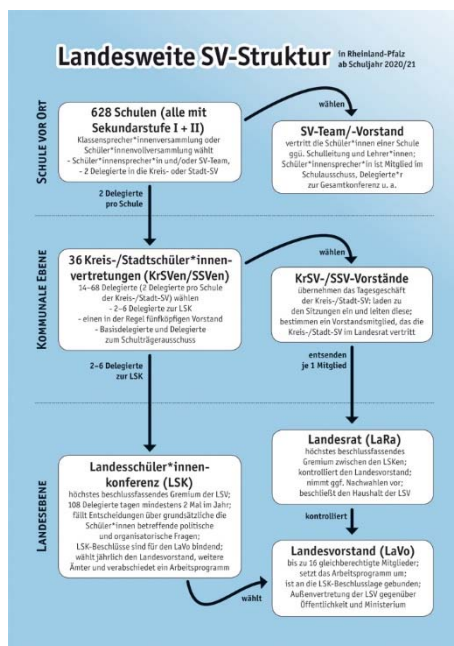 Landesweite SV-Struktur
in Rheinland-Pfalz
ab Schuljahr 2020/21
SCHULE VOR ORT
628 Schulen (alle mit
Sekundarstufe I + II)
Klassensprecher*innenversammlung oder
Schüler*innenvollversammlung wählt
- Schüler*innensprecher*in und/oder SV-Team,
- 2 Delegierte in die Kreis- oder Stadt-SV
wählen
SV-Team/-Vorstand
vertritt die Schüler*innen einer Schule
ggü. Schulleitung und Lehrer*innen;
Schüler*innensprecher*in ist Mitglied im
Schulausschuss, Delegierte*r
zur Gesamtkonferenz u. a.
2 Delegierte
pro Schule
KOMMUNALE EBENE
36 Kreis-/Stadtschüler*innen-
vertretungen (KrSVen/SSVen)
14-68 Delegierte (2 Delegierte pro Schule
der Kreis-/Stadt-SV) wählen
- 2-6 Delegierte zur LSK
- einen in der Regel fünfköpfigen Vorstand
- Basisdelegierte und Delegierte
zum Schulträgerausschuss
wählen
KrSV-/SSV-Vorstände
übernehmen das Tagesgeschäft
der Kreis-/Stadt-SV: laden zu
den Sitzungen ein und leiten diese;
bestimmen ein Vorstandsmitglied, das die
Kreis-/Stadt-SV im Landesrat vertritt
2-6 Delegierte
zur LSK
entsenden
je 1 Mitglied
LANDESEBENE
Landesschüler*innen-
konferenz (LSK)
höchstes beschlussfassendes Gremium der LSV;
108 Delegierte tagen mindestens 2 Mal im Jahr;
fällt Entscheidungen über grundsätzliche die
Schüler*innen betreffende politische
und organisatorische Fragen;
LSK-Beschlüsse sind für den LaVo bindend;
wählt jährlich den Landesvorstand, weitere
Ämter und verabschiedet ein Arbeitsprogramm
Landesrat (LaRa)
höchstes beschlussfassendes
Gremium zwischen den LSKen;
kontrolliert den Landesvorstand;
nimmt ggf. Nachwahlen vor;
beschließt den Haushalt der LSV
kontrolliert
wählt
Landesvorstand (LaVo)
bis zu 16 gleichberechtigte Mitglieder;
setzt das Arbeitsprogramm um;
ist an die LSK-Beschlusslage gebunden;
Außenvertretung der LSV gegenüber
Öffentlichkeit und Ministerium